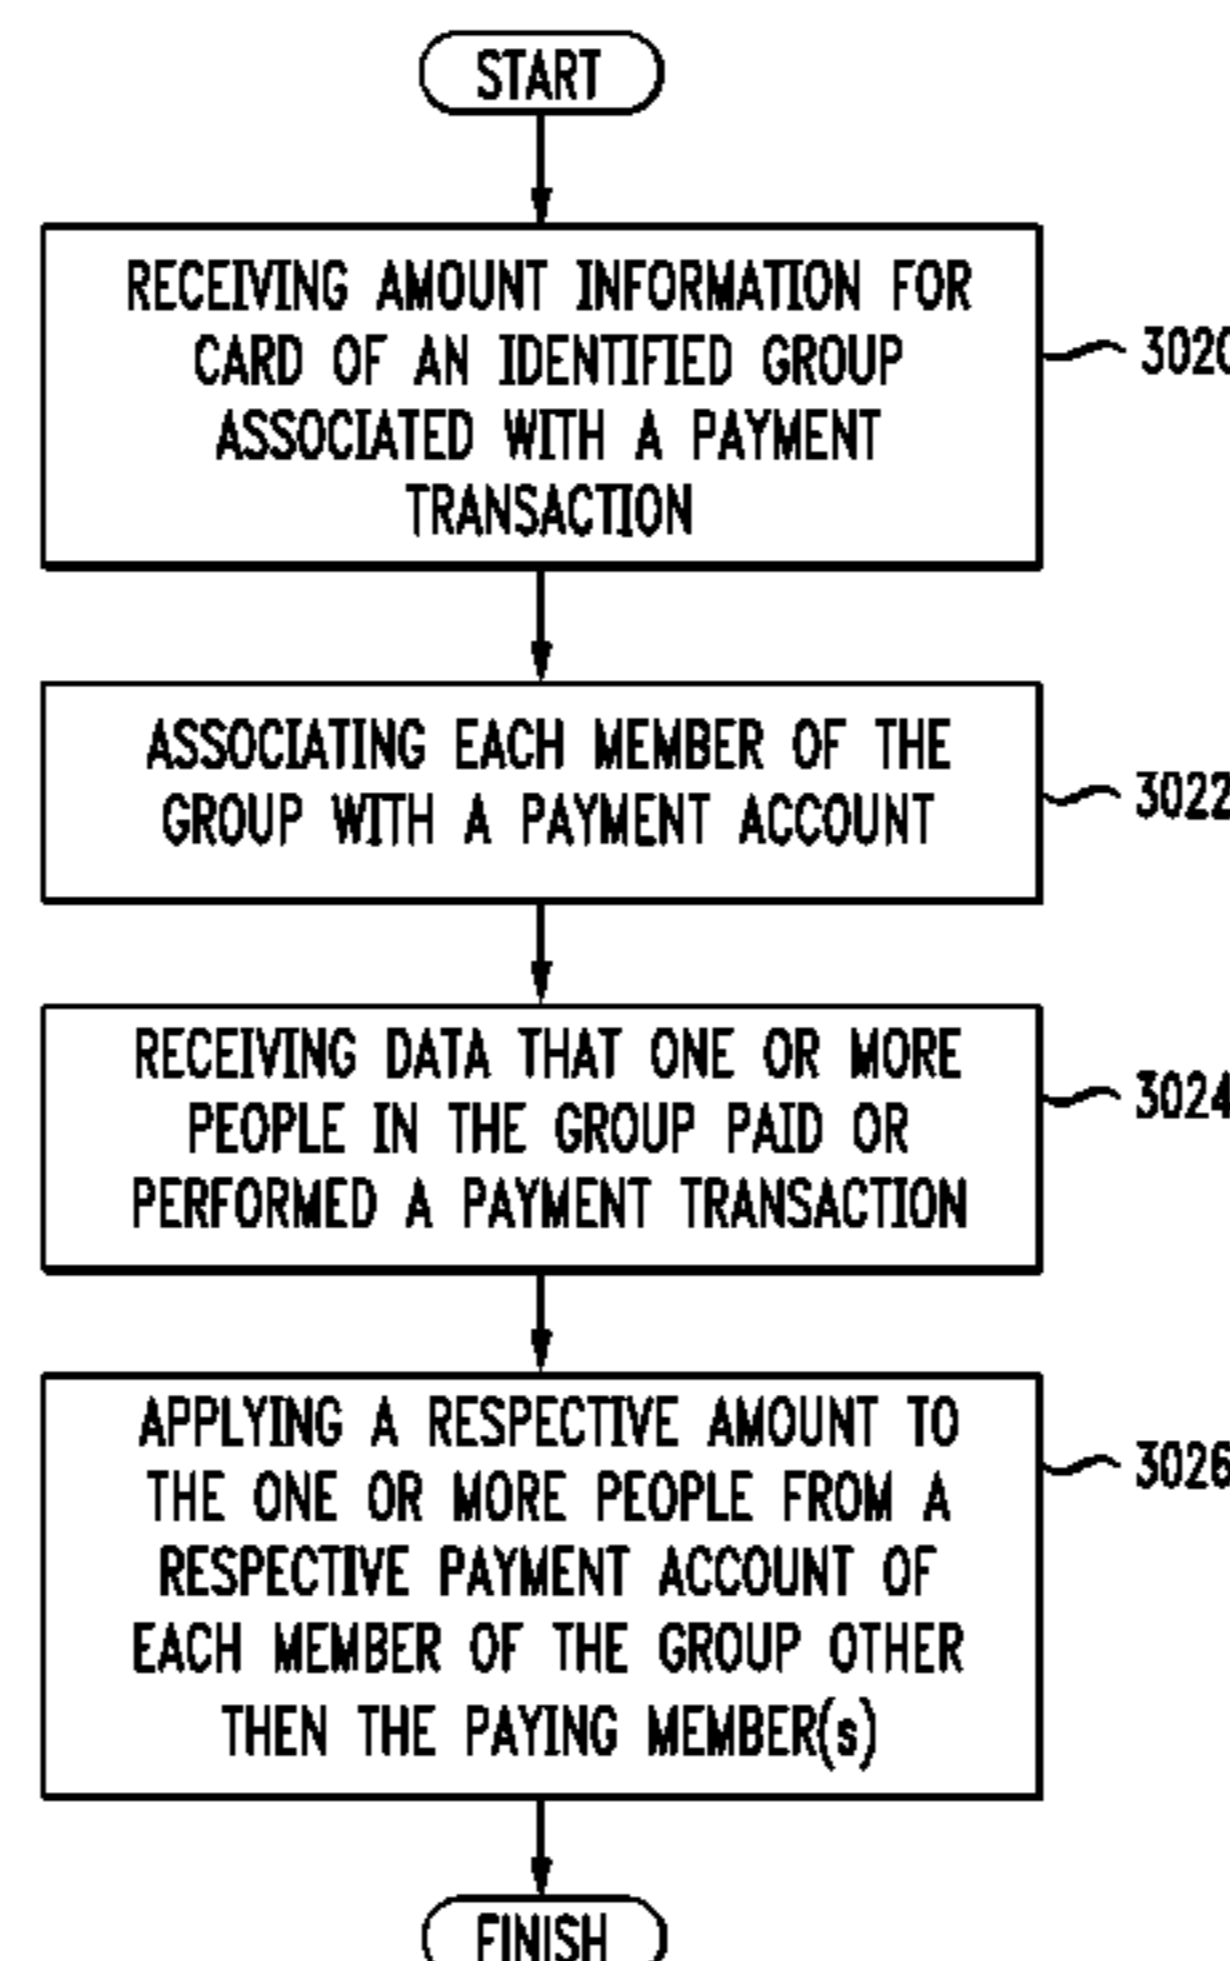 START
RECEIVING AMOUNT INFORMATION FOR
CARD OF AN IDENTIFIED GROUP
ASSOCIATED WITH A PAYMENT
TRANSACTION
3020
ASSOCIATING EACH MEMBER OF THE
GROUP WITH A PAYMENT ACCOUNT
3022
RECEIVING DATA THAT ONE OR MORE
PEOPLE IN THE GROUP PAID OR
PERFORMED A PAYMENT TRANSACTION
3024
APPLYING A RESPECTIVE AMOUNT TO
THE ONE OR MORE PEOPLE FROM A
RESPECTIVE PAYMENT ACCOUNT OF
EACH MEMBER OF THE GROUP OTHER
THEN THE PAYING MEMBER(s)
3026
FINISH